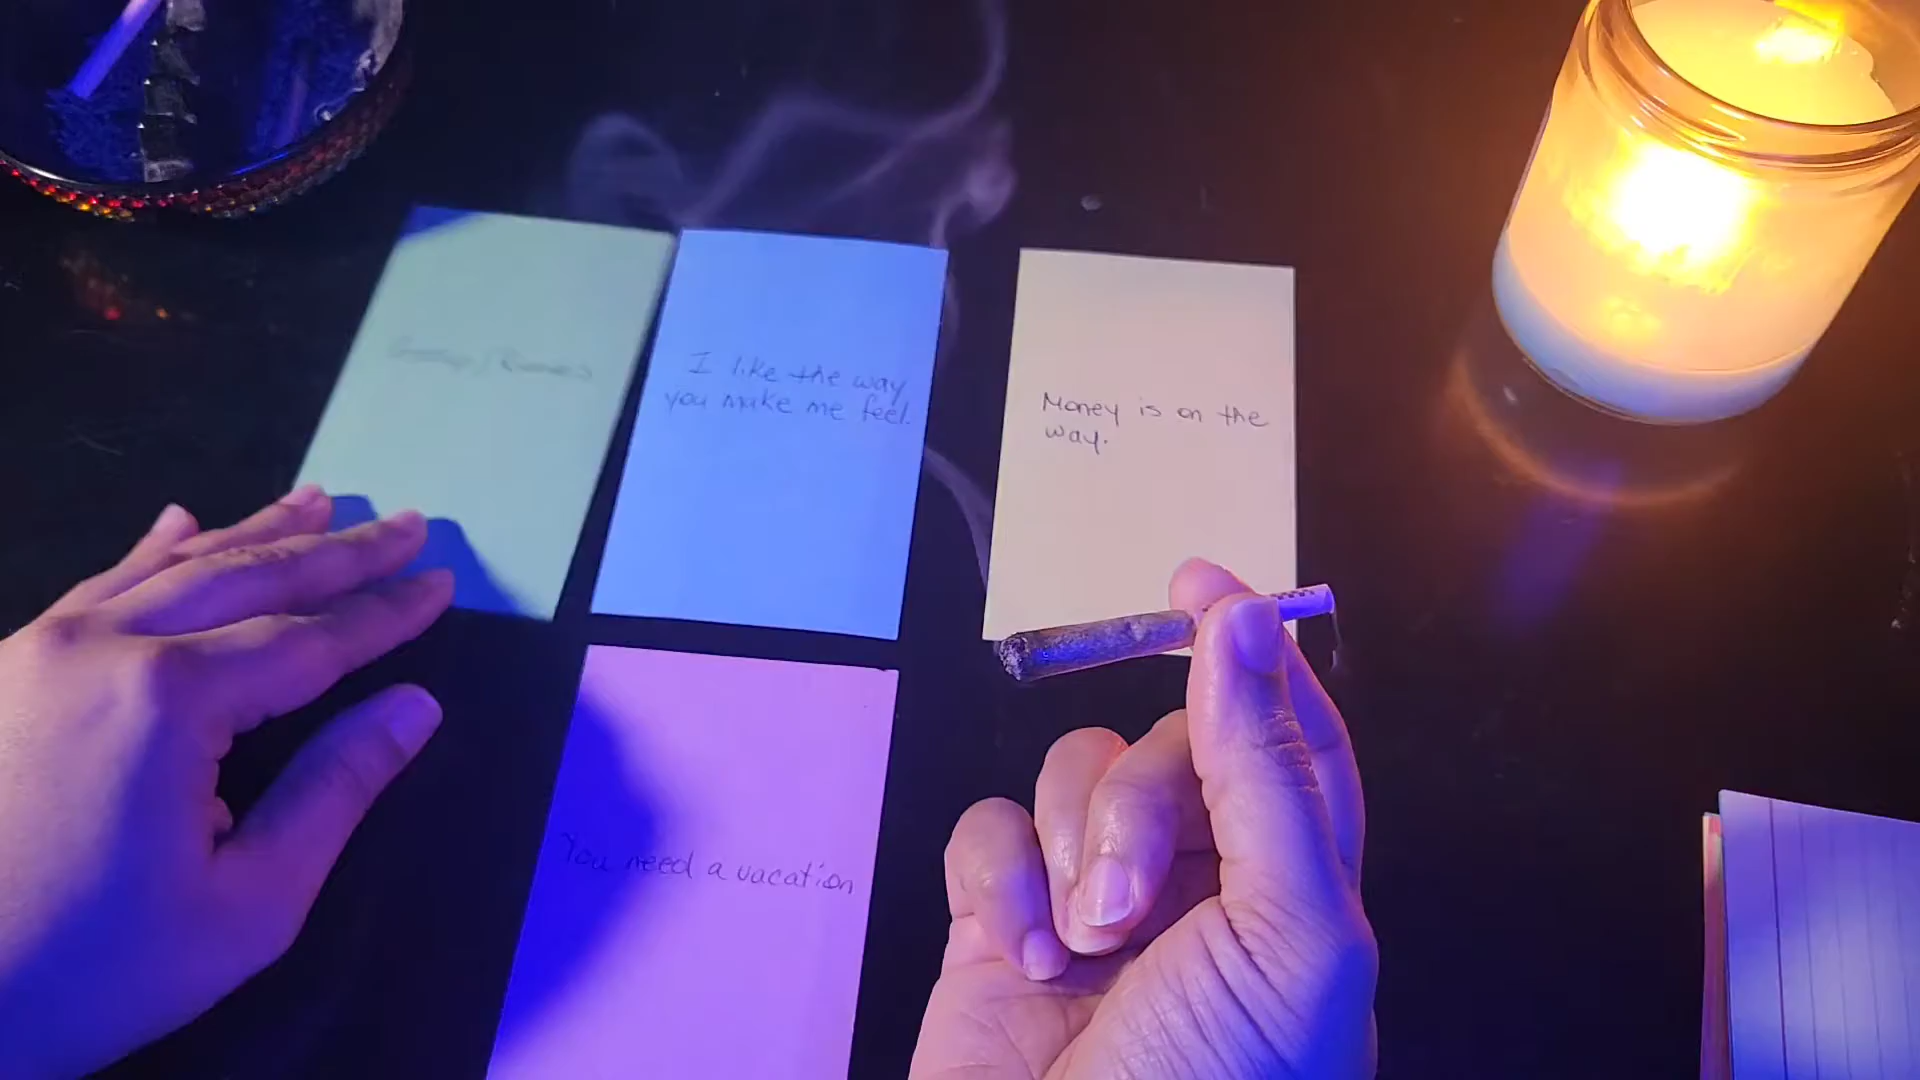 I like the way
you make me feel.
Money is on the
way.
You need a vacation